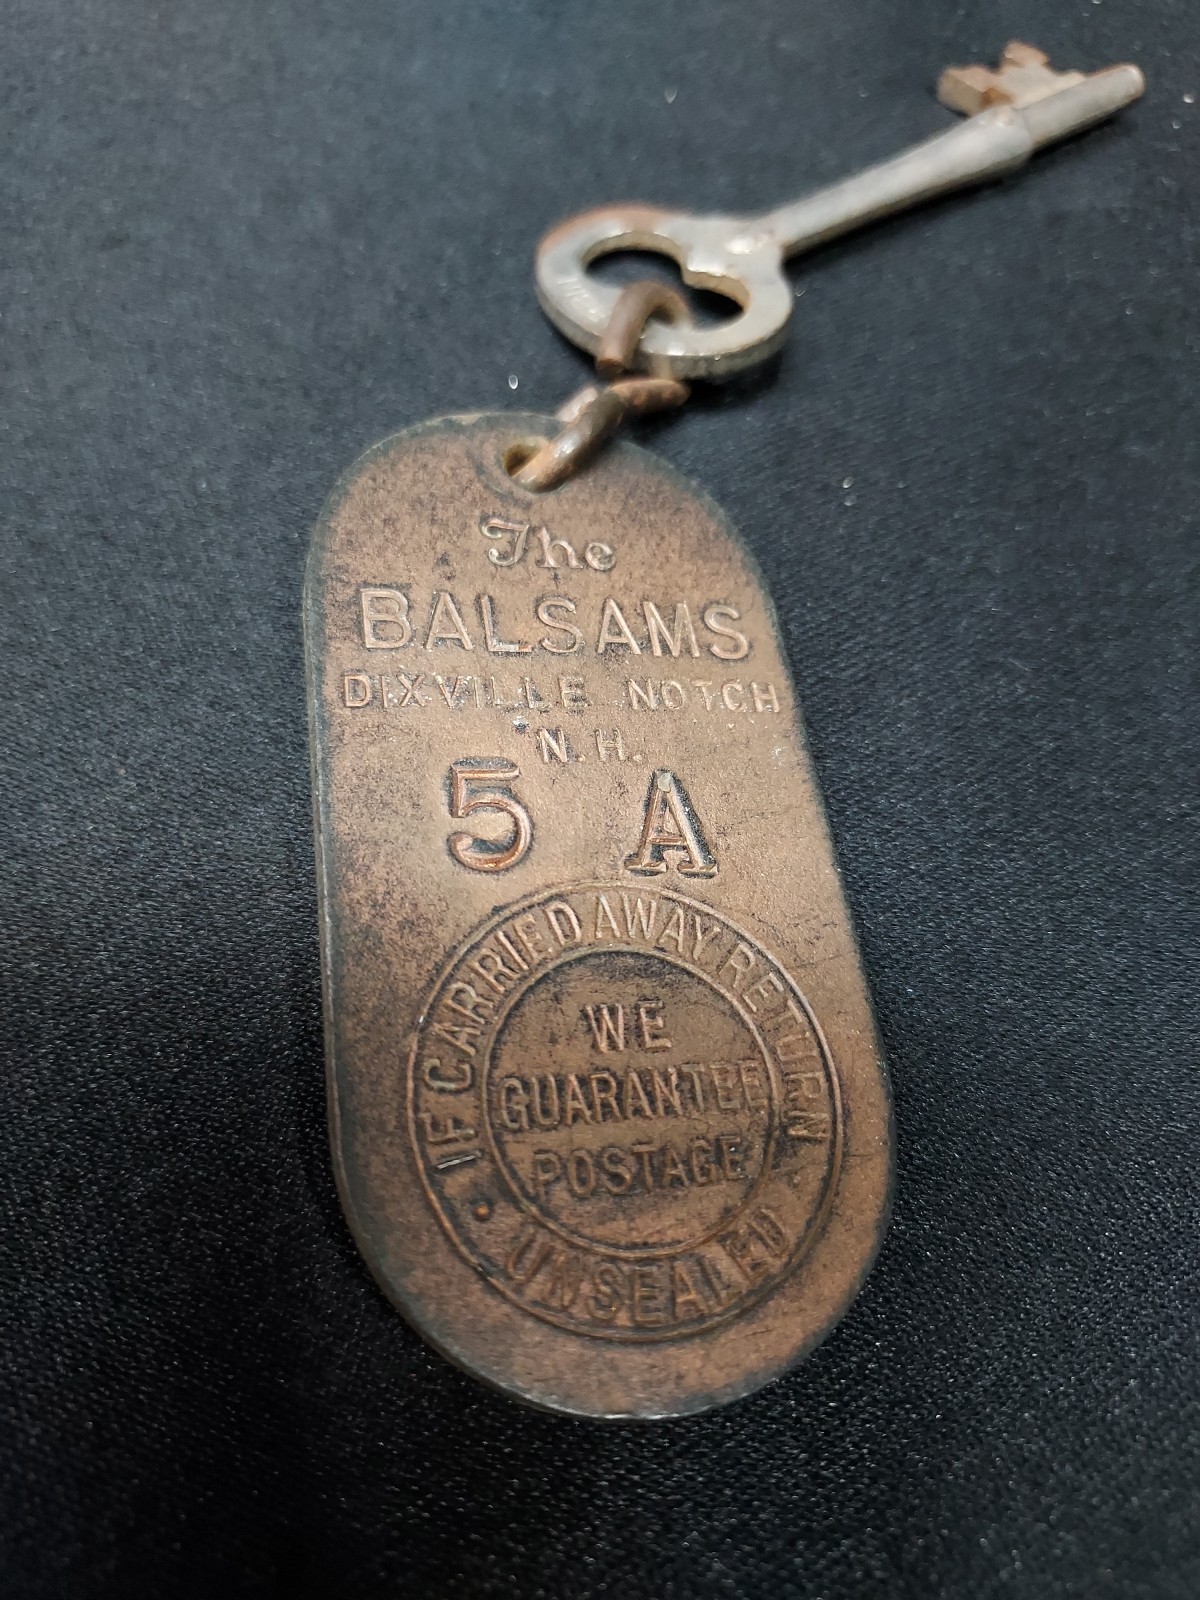 The
BALSAMS
DIXVILLE NOTCH
N.H.
5 A
IF CARRIED AWAY RETURN
WE
GUARANTEE
POSTAGE
· UNSEALED ·